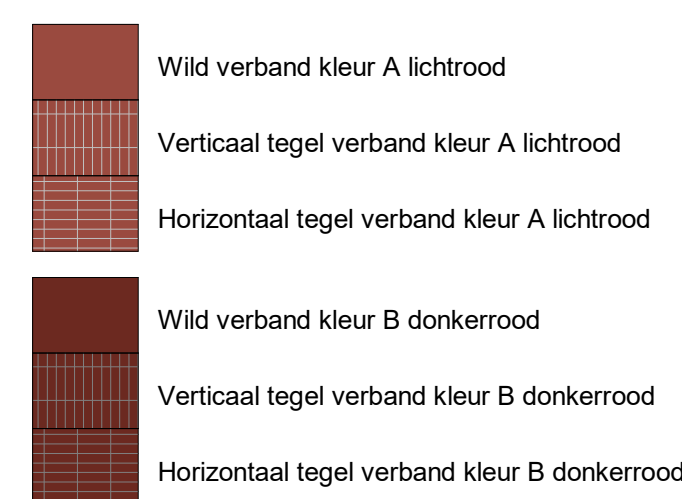 Wild verband kleur A lichtrood
Verticaal tegel verband kleur A lichtrood
Horizontaal tegel verband kleur A lichtrood
Wild verband kleur B donkerrood
Verticaal tegel verband kleur B donkerrood
Horizontaal tegel verband kleur B donkerrood